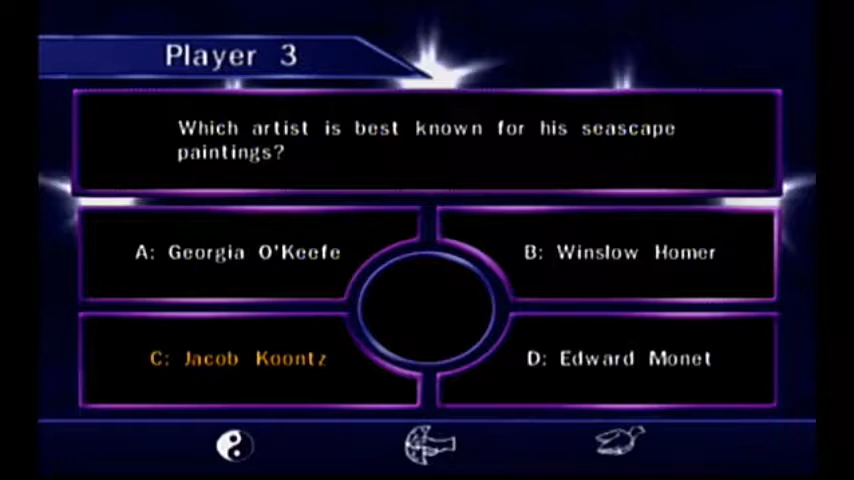 Player 3
Which artist is best known for his seascape
paintings?
A: Georgia O'Keefe
B: Winslow Homer
C: Jacob Koontz
D: Edward Monet